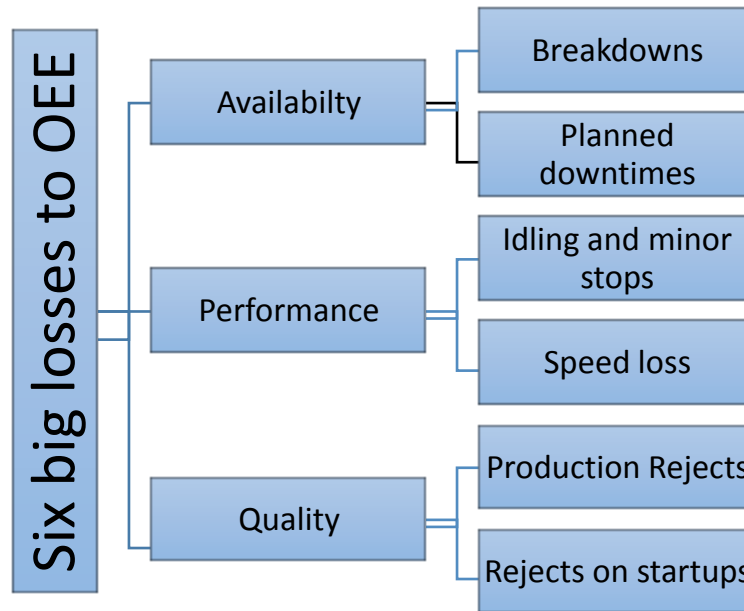 Six big losses to OEE
Availabilty
Breakdowns
Planned
downtimes
Performance
Idling and minor
stops
Speed loss
Quality
Production Rejects
Rejects on startups